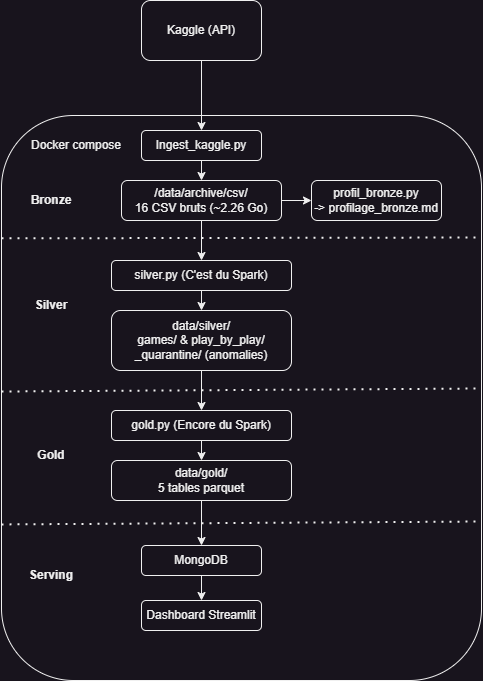 Kaggle (API)
Docker compose
Ingest_kaggle.py
Bronze
/data/archive/csv/
16 CSV bruts (~2.26 Go)
profil_bronze.py
-> profilage_bronze.md
silver.py (C'est du Spark)
Silver
data/silver/
games/ & play_by_play/
_quarantine/ (anomalies)
gold.py (Encore du Spark)
Gold
data/gold/
5 tables parquet
MongoDB
Serving
Dashboard Streamlit